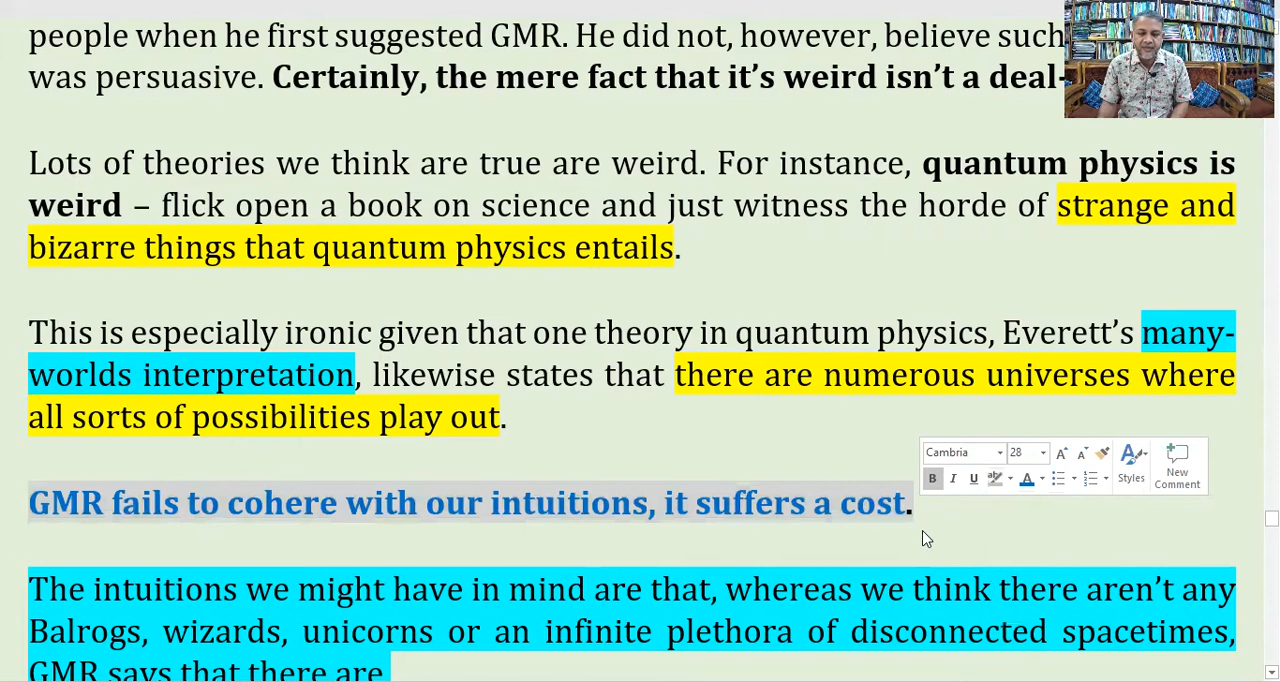 people when he first suggested GMR. He did not, however, believe such
was persuasive. Certainly, the mere fact that it’s weird isn’t a deal-
Lots of theories we think are true are weird. For instance, quantum physics is
weird – flick open a book on science and just witness the horde of strange and
bizarre things that quantum physics entails.
This is especially ironic given that one theory in quantum physics, Everett’s many-
worlds interpretation, likewise states that there are numerous universes where
all sorts of possibilities play out.
Cambria 28
B I U A Styles New Comment
GMR fails to cohere with our intuitions, it suffers a cost.
The intuitions we might have in mind are that, whereas we think there aren’t any
Balrogs, wizards, unicorns or an infinite plethora of disconnected spacetimes,
GMR says that there are